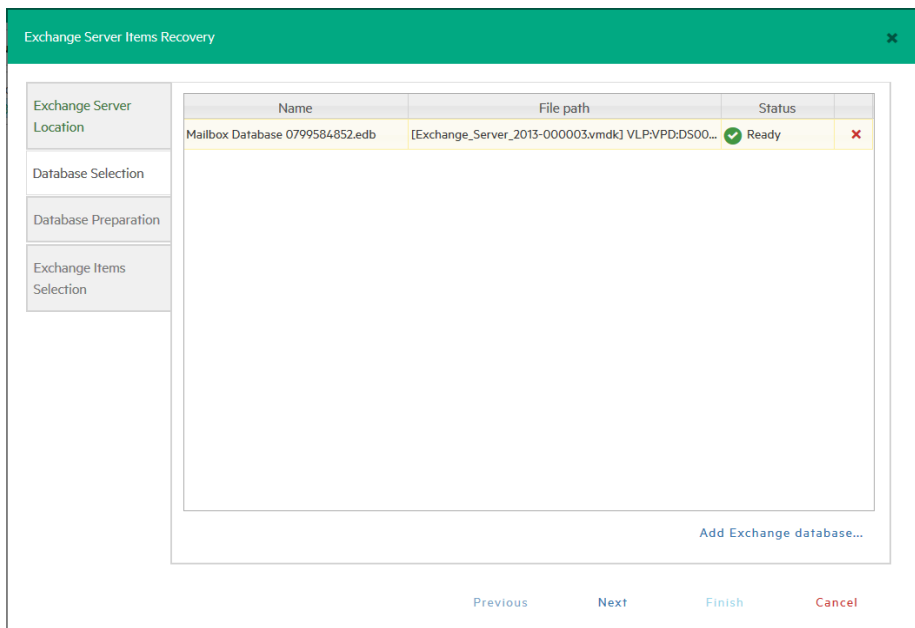 Exchange Server Items Recovery
Exchange Server
Location
Database Selection
Database Preparation
Exchange Items
Selection
Name File path Status
Mailbox Database 0799584852.edb [Exchange_Server_2013-000003.vmdk] VLP:VPD:DS00... Ready
Add Exchange database...
Previous Next Finish Cancel